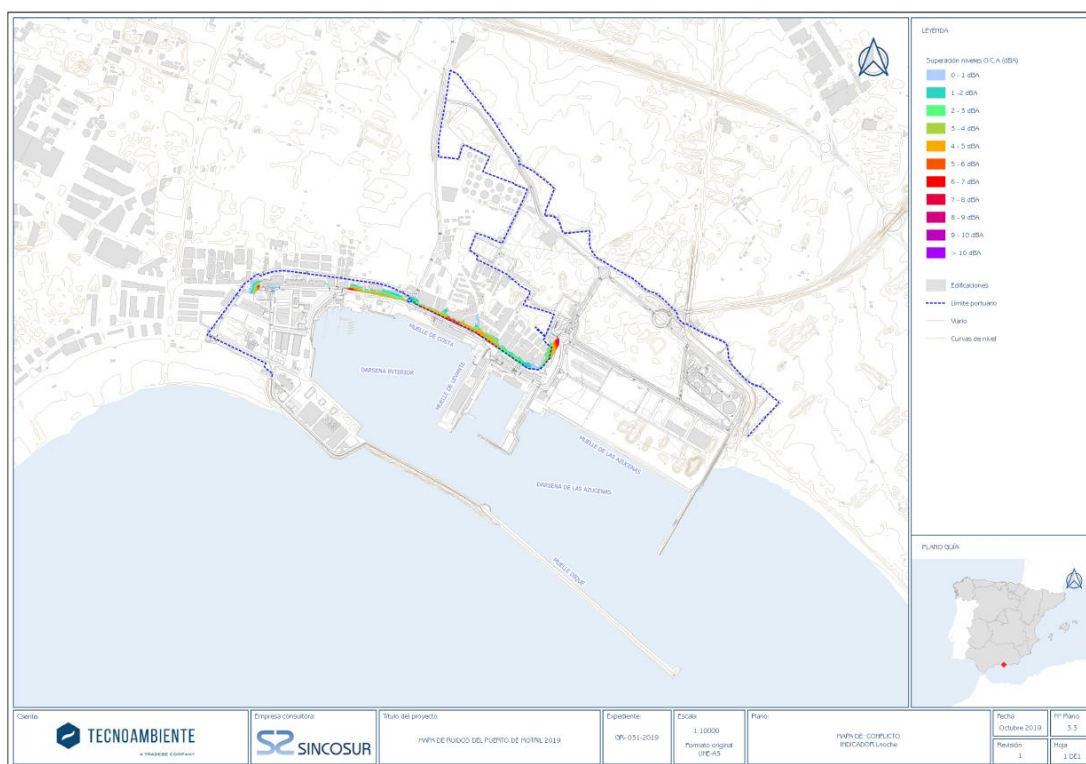 LEYENDA
Superación niveles O.C.A (dBA)
0 - 1 dBA
1 -2 dBA
2 - 3 dBA
3 - 4 dBA
4 - 5 dBA
5 - 6 dBA
6 - 7 dBA
7 - 8 dBA
8 - 9 dBA
9 - 10 dBA
> 10 dBA
Edificaciones
Límite portuario
Viario
Curvas de nivel
MUELLE DE COSTA
DARSENA INTERIOR
MUELLE DE LEVANTE
MUELLE DE LAS AZUCENAS
DARSENA DE LAS AZUCENAS
MUELLE DIQUE
PLANO GUÍA
Cliente:
TECNOAMBIENTE
A TRADEBE COMPANY
Empresa consultora:
SINCOSUR
Título del proyecto
MAPA DE RUIDOS DEL PUERTO DE MOTRIL 2019
Expediente:
GR-031-2019
Escala:
1:10000
Formato original
UNE-A3
Plano:
MAPA DE CONFLICTO
INDICADOR Lnoche
Fecha
Octubre 2019
Revisión
1
Nº Plano
Hoja
1 DE1